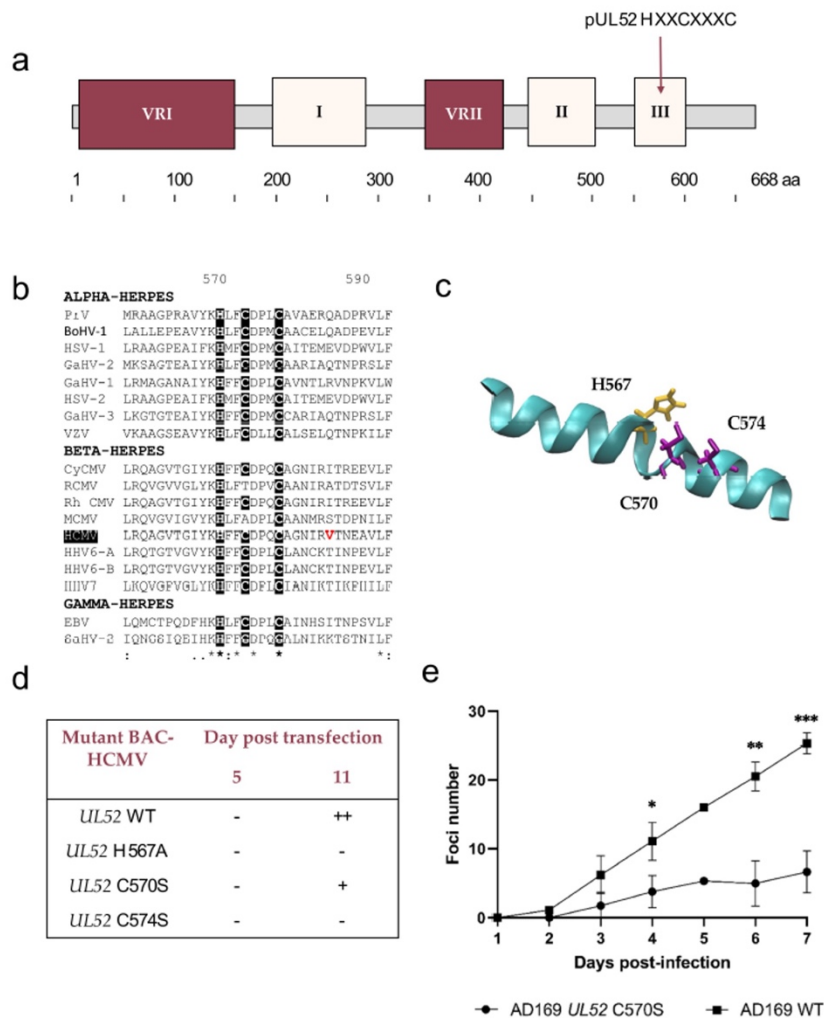 pUL52 HXXCXXXC
a
VRI I VRII II III
1 100 200 300 400 500 600 668 aa
b
570 590
ALPHA-HERPES
PrV MRAAGPRAVYKHLFCDPLCAVAERQADPRVLF
BoHV-1 LALLEPEAVYKHLFCDPMCAACELQADPEVLF
HSV-1 LRAAGPEAIFKHMFCDPMCAITEMEVDPWVLF
GaHV-2 MKSAGTEAIYKHLFCDPMCAARIAQTNPRSLF
GaHV-1 LRMAGANAIYKHFFCDPLCAVNTLRVNPKVLW
HSV-2 LRAAGPEAIFKHMFCDPMCAITEMEVDPWVLF
GaHV-3 LKGTGTEAIYKHLFCDPMCCARIAQTNPRSLF
VZV VKAAGSEAVYKHLFCDLLCALSELQTNPKILF
BETA-HERPES
CyCMV LRQAGVTGIYKHFFCDPQCAGNIRITREEVLF
RCMV LRQVGVVGLYKHLFTDPVCAANIRATDTSVLF
Rh CMV LRQAGVTGIYKHFFCDPQCAGNIRITREEVLF
MCMV LRQVGVIGVYKHLFADPLCAANMRSTDPNILF
HCMV LRQAGVTGIYKHFFCDPQCAGNIRVTNEAVLF
HHV6-A LRQTGTVGVYKHFFCDPLCLANCKTINPEVLF
HHV6-B LRQTGTVGVYKHFFCDPLCLANCKTINPEVLF
GAMMA-HERPES
EBV LQMCTPQDFHKHLFCDPLCAINHSITNPSVLF
c
H567
C574
C570
d
Mutant BAC-HCMV Day post transfection
5 11
UL52 WT - ++
UL52 H567A - -
UL52 C570S - +
UL52 C574S - -
e
30
20
10
0
Foci number
* ** ***
1 2 3 4 5 6 7
Days post-infection
AD169 UL52 C570S AD169 WT